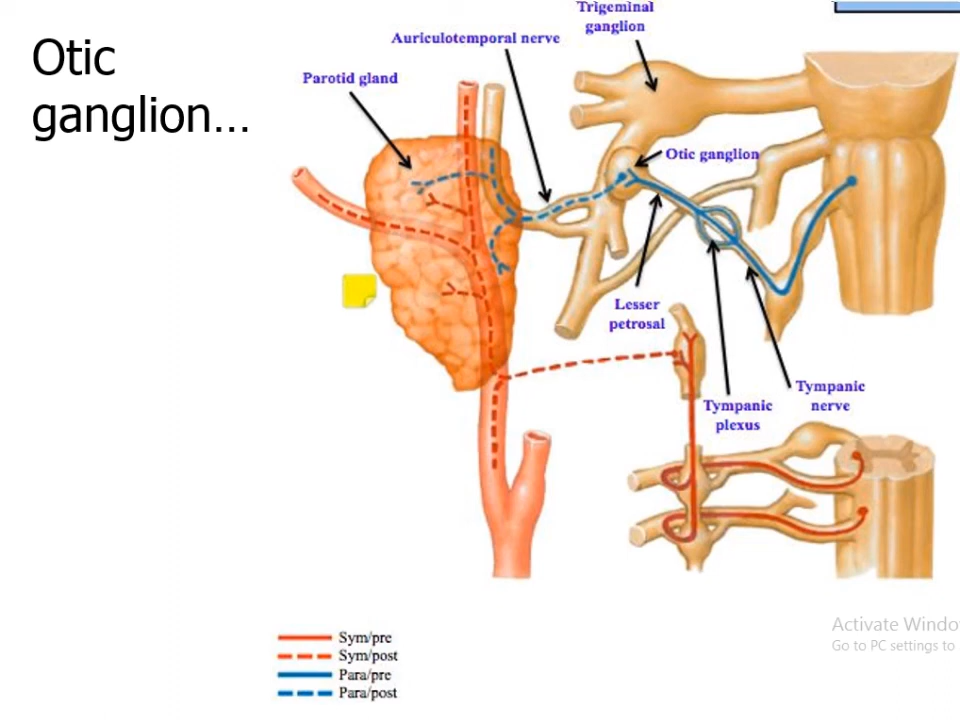 Otic
ganglion...
Trigeminal
ganglion
Auriculotemporal nerve
Parotid gland
Otic ganglion
Lesser
petrosal
Tympanic
plexus
Tympanic
nerve
Sym/pre
Sym/post
Para/pre
Para/post
Activate Windo
Go to PC settings to